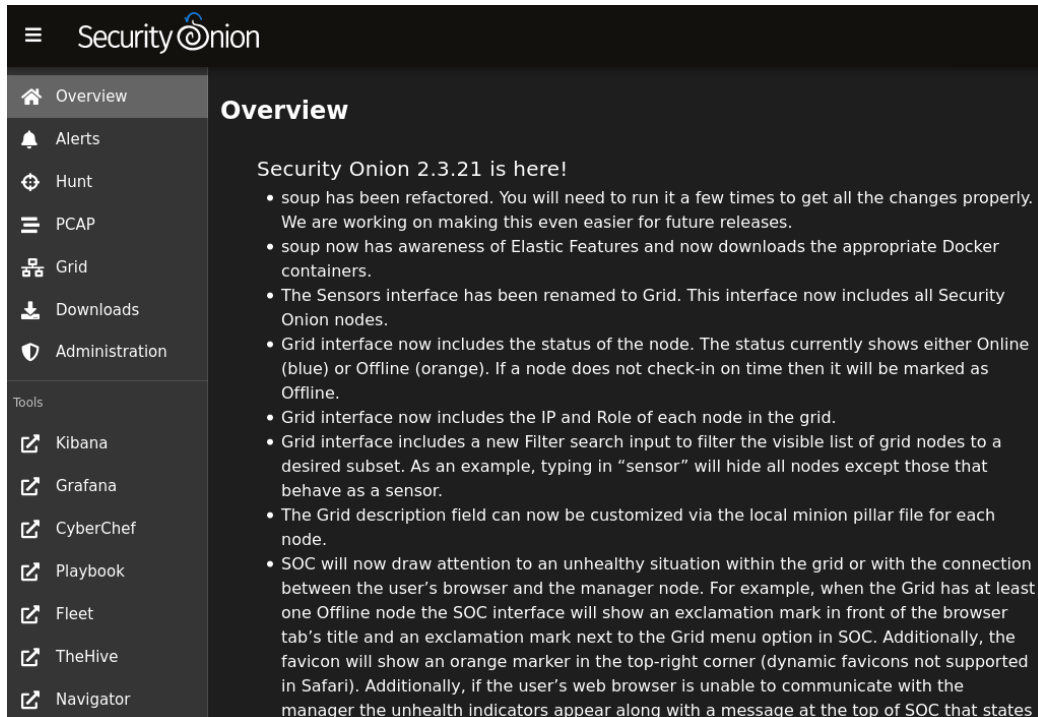 Security Onion
Overview
Alerts
Hunt
PCAP
Grid
Downloads
Administration
Tools
Kibana
Grafana
CyberChef
Playbook
Fleet
TheHive
Navigator
Overview
Security Onion 2.3.21 is here!
• soup has been refactored. You will need to run it a few times to get all the changes properly.
We are working on making this even easier for future releases.
• soup now has awareness of Elastic Features and now downloads the appropriate Docker
containers.
• The Sensors interface has been renamed to Grid. This interface now includes all Security
Onion nodes.
• Grid interface now includes the status of the node. The status currently shows either Online
(blue) or Offline (orange). If a node does not check-in on time then it will be marked as
Offline.
• Grid interface now includes the IP and Role of each node in the grid.
• Grid interface includes a new Filter search input to filter the visible list of grid nodes to a
desired subset. As an example, typing in “sensor” will hide all nodes except those that
behave as a sensor.
• The Grid description field can now be customized via the local minion pillar file for each
node.
• SOC will now draw attention to an unhealthy situation within the grid or with the connection
between the user’s browser and the manager node. For example, when the Grid has at least
one Offline node the SOC interface will show an exclamation mark in front of the browser
tab’s title and an exclamation mark next to the Grid menu option in SOC. Additionally, the
favicon will show an orange marker in the top-right corner (dynamic favicons not supported
in Safari). Additionally, if the user’s web browser is unable to communicate with the
manager the unhealth indicators appear along with a message at the top of SOC that states